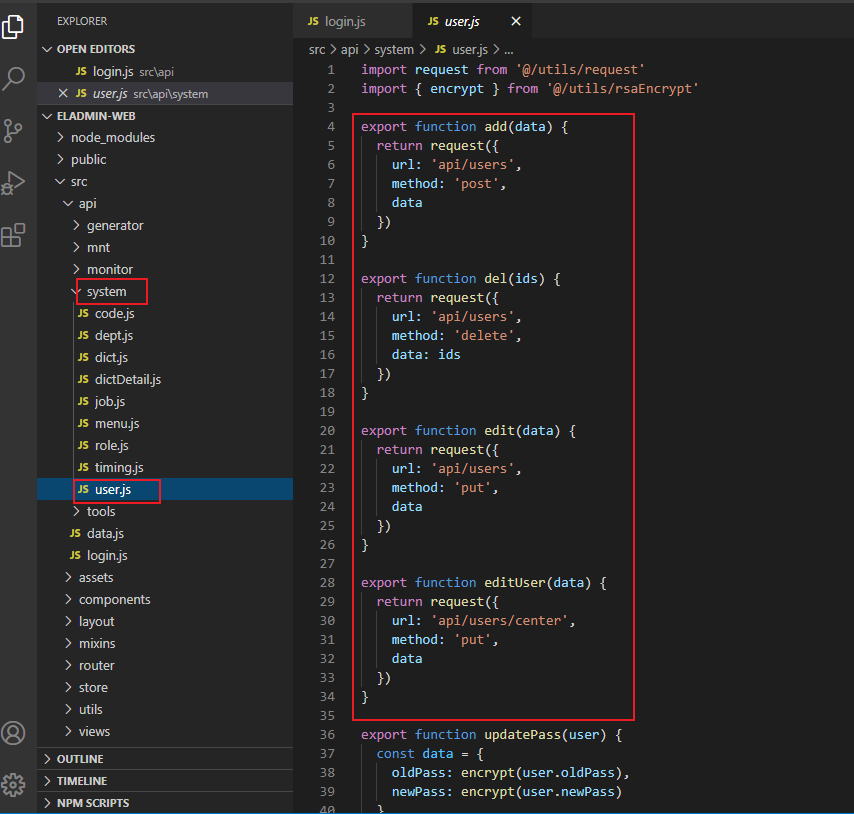 EXPLORER
OPEN EDITORS
JS login.js src\api
JS user.js src\api\system
ELADMIN-WEB
node_modules
public
src
api
generator
mnt
monitor
system
JS code.js
JS dept.js
JS dict.js
JS dictDetail.js
JS job.js
JS menu.js
JS role.js
JS timing.js
JS user.js
tools
JS data.js
JS login.js
assets
components
layout
mixins
router
store
utils
views
OUTLINE
TIMELINE
NPM SCRIPTS
JS login.js JS user.js
src > api > system > JS user.js > ...
1 import request from '@/utils/request'
2 import { encrypt } from '@/utils/rsaEncrypt'
3
4 export function add(data) {
5 return request({
6 url: 'api/users',
7 method: 'post',
8 data
9 })
10 }
11
12 export function del(ids) {
13 return request({
14 url: 'api/users',
15 method: 'delete',
16 data: ids
17 })
18 }
19
20 export function edit(data) {
21 return request({
22 url: 'api/users',
23 method: 'put',
24 data
25 })
26 }
27
28 export function editUser(data) {
29 return request({
30 url: 'api/users/center',
31 method: 'put',
32 data
33 })
34 }
35
36 export function updatePass(user) {
37 const data = {
38 oldPass: encrypt(user.oldPass),
39 newPass: encrypt(user.newPass)
40 }